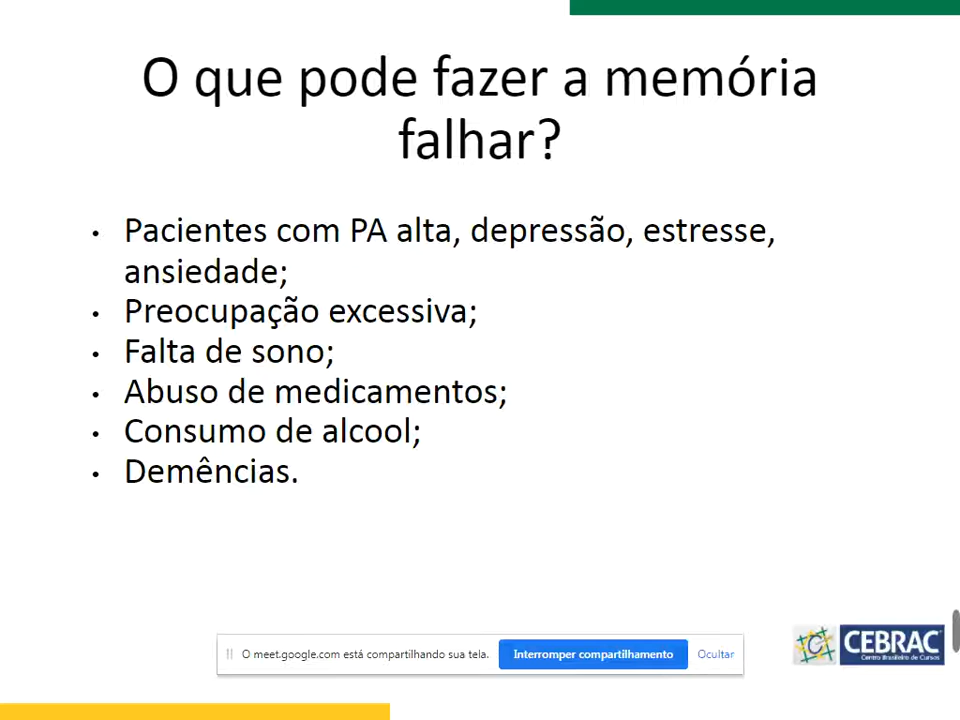 O que pode fazer a memória
falhar?
• Pacientes com PA alta, depressão, estresse,
ansiedade;
• Preocupação excessiva;
• Falta de sono;
• Abuso de medicamentos;
• Consumo de alcool;
• Demências.
O meet.google.com está compartilhando sua tela. Interromper compartilhamento Ocultar
CEBRAC
Centro Brasileiro de Cursos